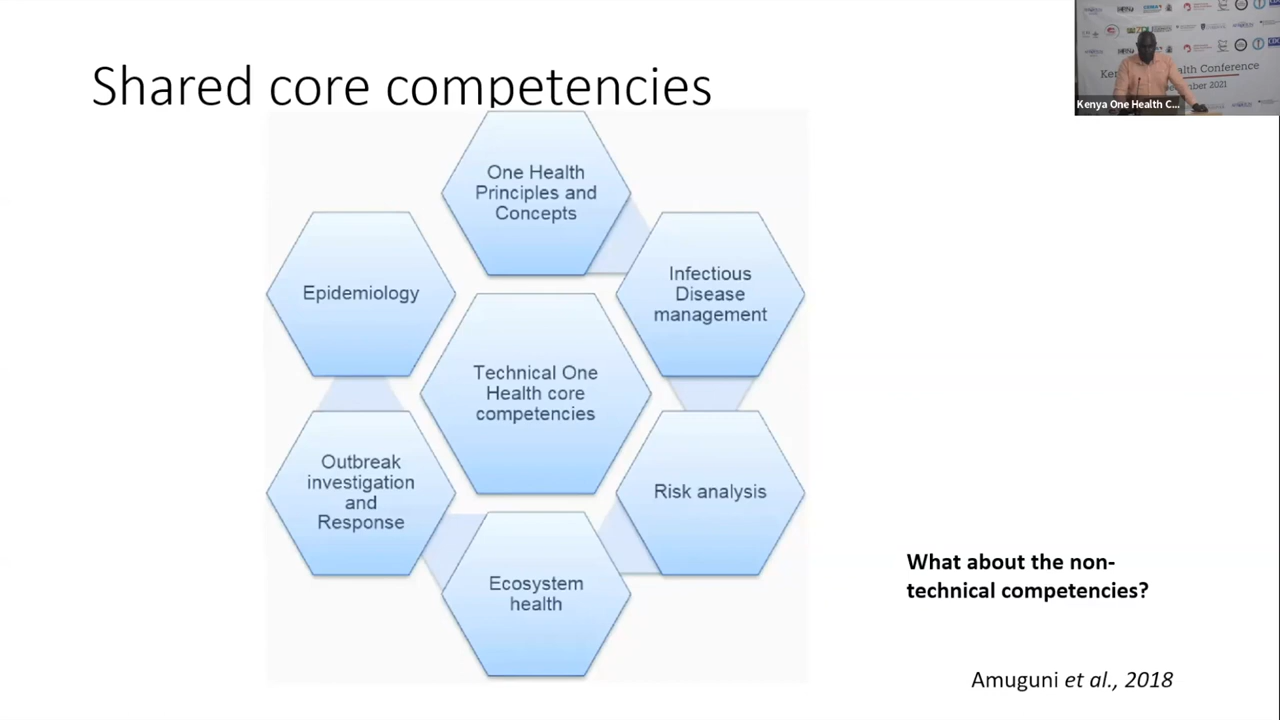 Shared core competencies
One Health
Principles and
Concepts
Infectious
Disease
management
Epidemiology
Technical One
Health core
competencies
Outbreak
investigation
and
Response
Risk analysis
Ecosystem
health
What about the non-
technical competencies?
Amuguni et al., 2018
Kenya One Health C...